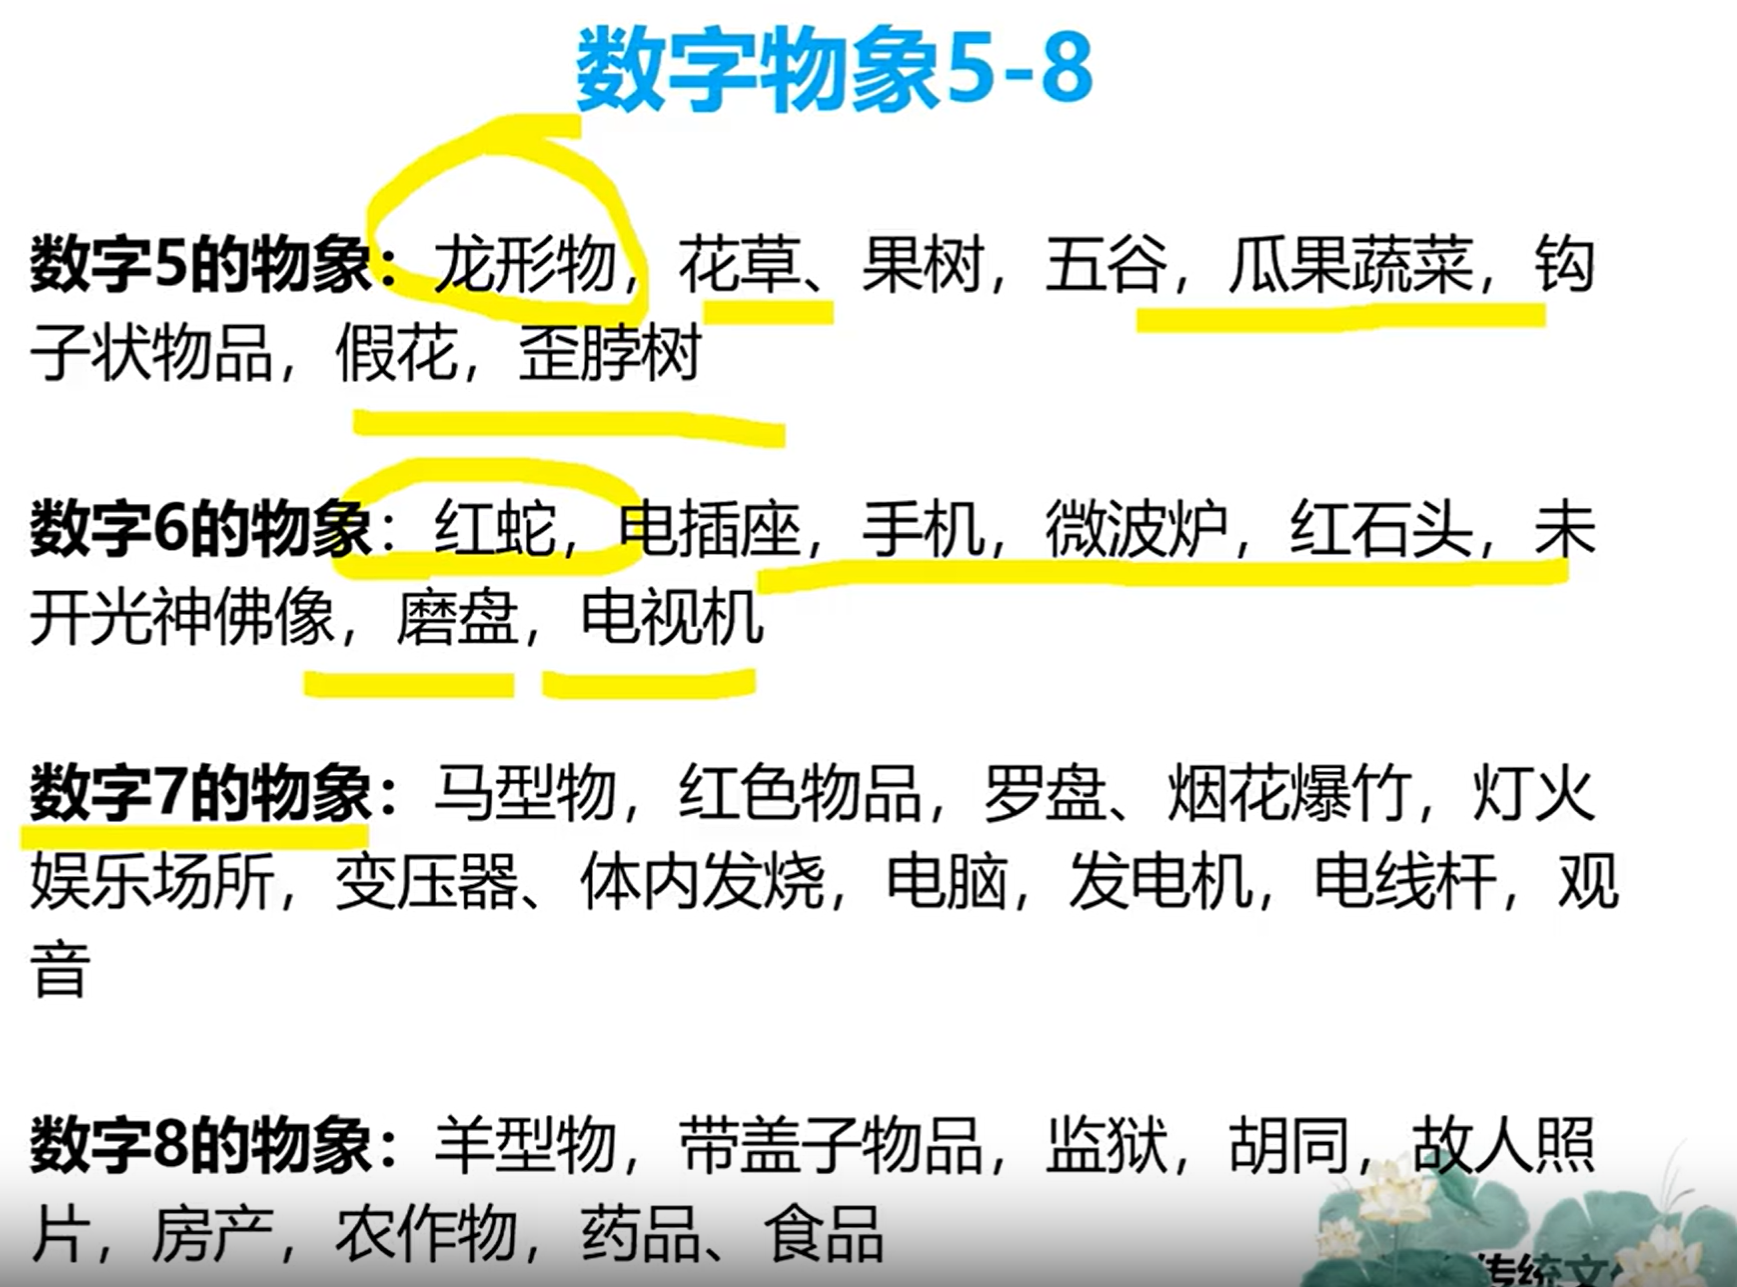 数字物象5-8
数字5的物象：龙形物，花草、果树，五谷，瓜果蔬菜，钩
子状物品，假花，歪脖树
数字6的物象：红蛇，电插座，手机，微波炉，红石头，未
开光神佛像，磨盘，电视机
数字7的物象：马型物，红色物品，罗盘、烟花爆竹，灯火
娱乐场所，变压器、体内发烧，电脑，发电机，电线杆，观
音
数字8的物象：羊型物，带盖子物品，监狱，胡同，故人照
片，房产，农作物，药品、食品
传统文